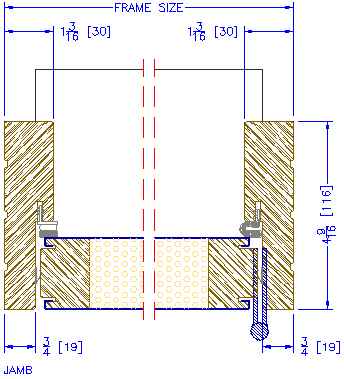 FRAME SIZE
1 3/16 [30]
1 3/16 [30]
4 9/16 [116]
3/4 [19]
3/4 [19]
JAMB